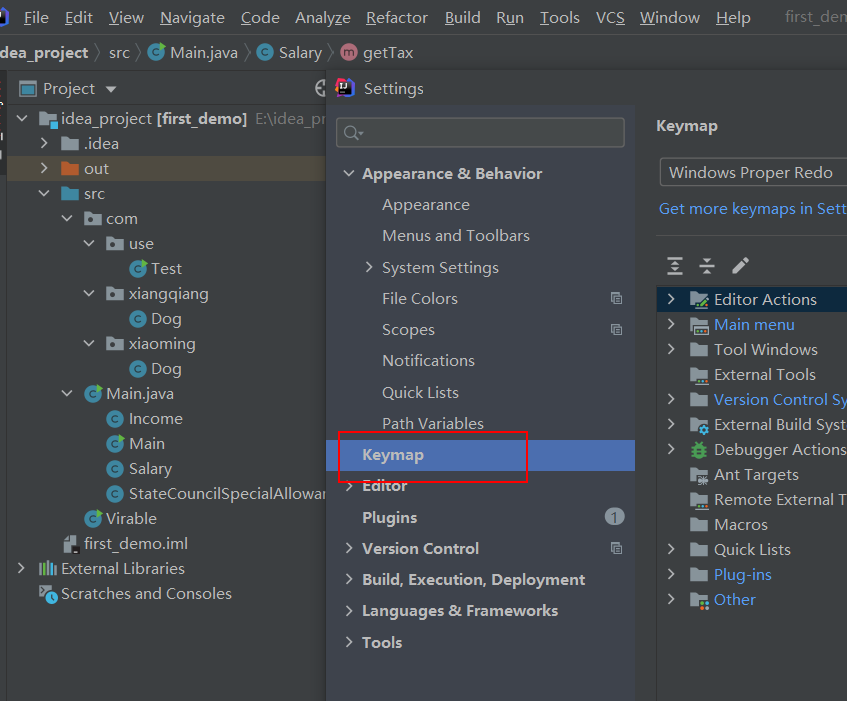 File Edit View Navigate Code Analyze Refactor Build Run Tools VCS Window Help first_den
dea_project src Main.java Salary getTax
Project
idea_project [first_demo] E:\idea_pr
.idea
out
src
com
use
Test
xiangqiang
Dog
xiaoming
Dog
Main.java
Income
Main
Salary
StateCouncilSpecialAllowar
Virable
first_demo.iml
External Libraries
Scratches and Consoles
Settings
Appearance & Behavior
Appearance
Menus and Toolbars
System Settings
File Colors
Scopes
Notifications
Quick Lists
Path Variables
Keymap
Editor
Plugins 1
Version Control
Build, Execution, Deployment
Languages & Frameworks
Tools
Keymap
Windows Proper Redo
Get more keymaps in Sett
Editor Actions
Main menu
Tool Windows
External Tools
Version Control Sy
External Build Syst
Debugger Actions
Ant Targets
Remote External T
Macros
Quick Lists
Plug-ins
Other